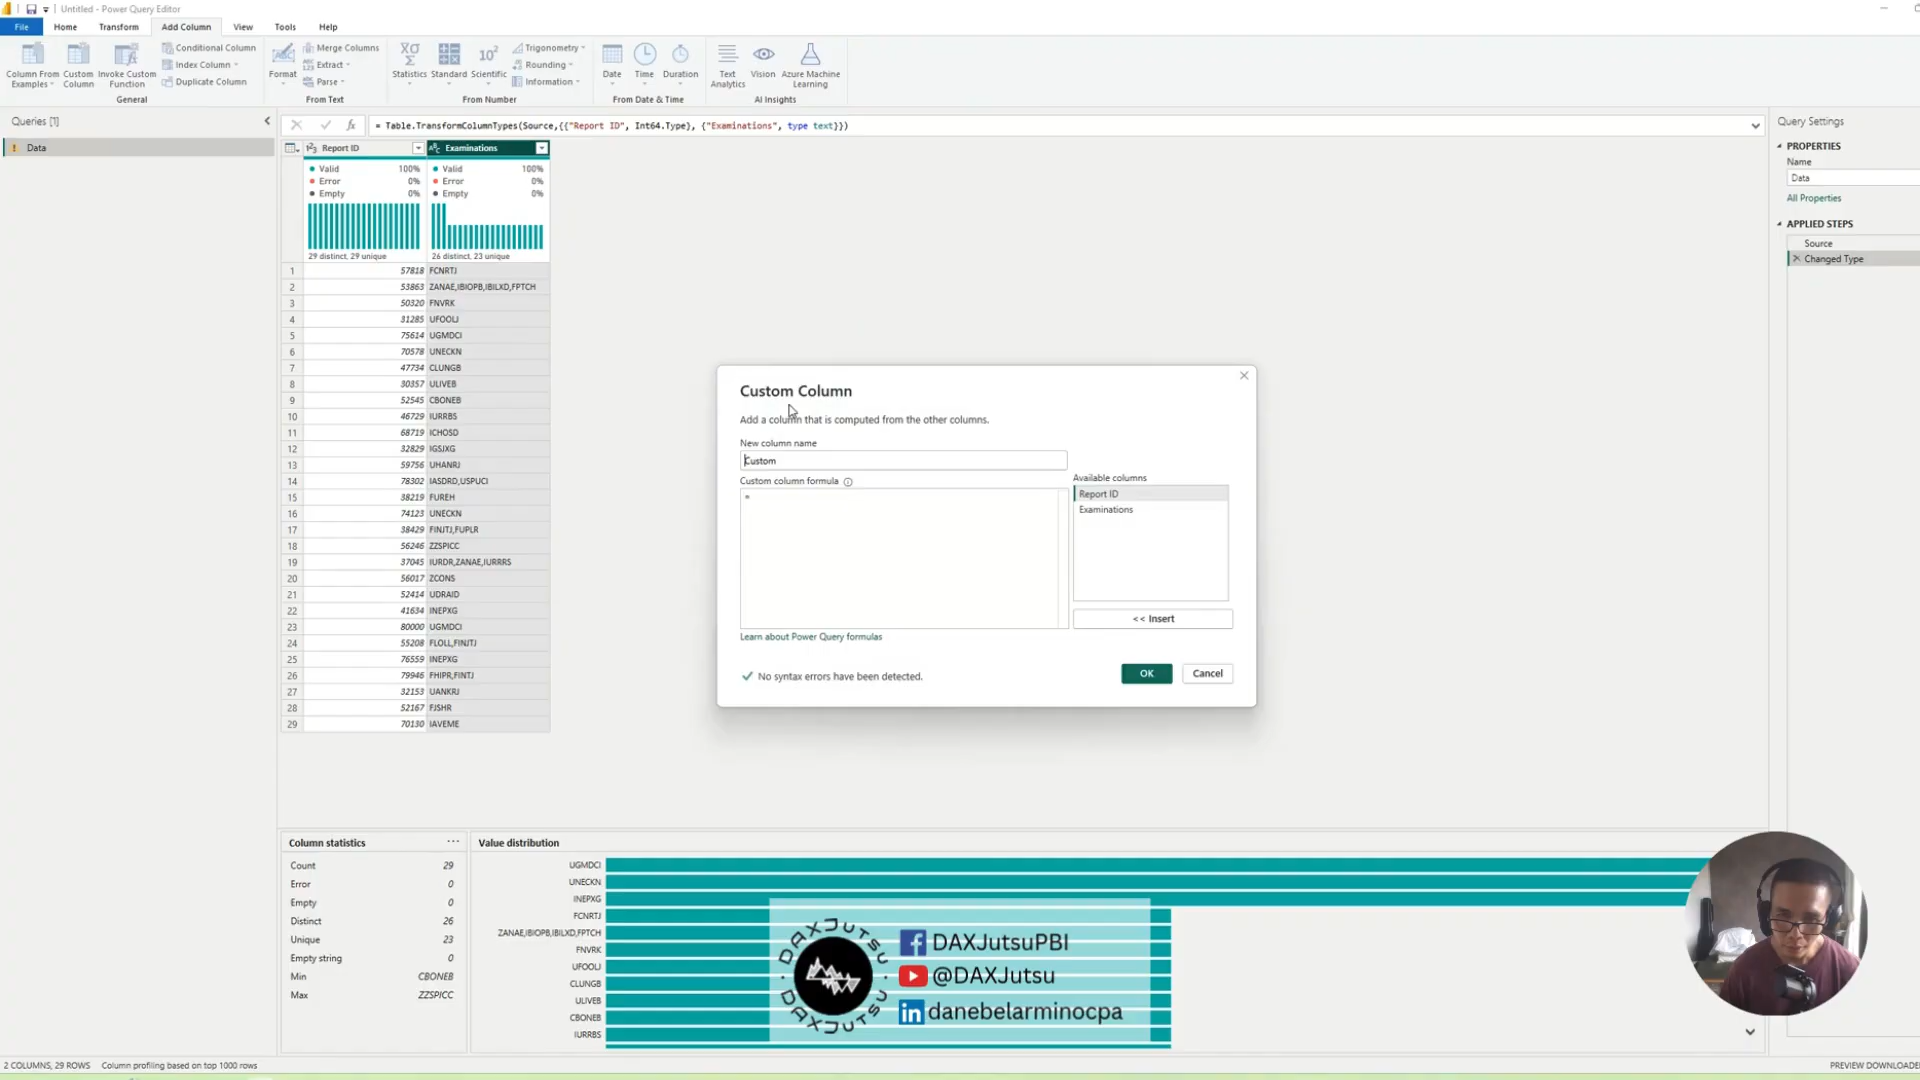 Untitled - Power Query Editor
File Home Transform Add Column View Tools Help
Column From Examples
Custom Column
Invoke Custom Function
Conditional Column
Index Column
Duplicate Column
General
Format
Merge Columns
Extract
Parse
From Text
Statistics
Standard
10²
Scientific
Trigonometry
Rounding
Information
From Number
Date
Time
Duration
From Date & Time
Text Analytics
Vision
Azure Machine Learning
AI Insights
Queries [1]
Data
= Table.TransformColumnTypes(Source,{{"Report ID", Int64.Type}, {"Examinations", type text}})
Report ID Examinations
Valid 100% Valid 100%
Error 0% Error 0%
Empty 0% Empty 0%
29 distinct, 29 unique 26 distinct, 23 unique
1 57818 FCNRTJ
2 53863 ZANAE,IBIOPB,IBILXD,FPTCH
3 50320 FNVRK
4 31285 UFOOLJ
5 75614 UGMDCI
6 70578 UNECKN
7 47734 CLUNGB
8 30357 ULIVEB
9 52545 CBONEB
10 46729 IURRBS
11 68719 ICHOSD
12 32829 IGSJXG
13 59756 UHANRJ
14 78302 IASDRD,USPUCI
15 38219 FUREH
16 74123 UNECKN
17 38429 FINJTJ,FUPLR
18 56246 ZZSPICC
19 37045 IURDR,ZANAE,IURRRS
20 56017 ZCONS
21 52414 UDRAID
22 41634 INEPXG
23 80000 UGMDCI
24 55208 FLOLL,FINJTJ
25 76559 INEPXG
26 79946 FHIPR,FINTJ
27 32153 UANKRJ
28 52167 FJSHR
29 70130 IAVEME
Custom Column
Add a column that is computed from the other columns.
New column name
Custom
Custom column formula
=
Available columns
Report ID
Examinations
<< Insert
Learn about Power Query formulas
No syntax errors have been detected.
OK
Cancel
Query Settings
PROPERTIES
Name
Data
All Properties
APPLIED STEPS
Source
Changed Type
Column statistics
Count 29
Error 0
Empty 0
Distinct 26
Unique 23
Empty string 0
Min CBONEB
Max ZZSPICC
Value distribution
UGMDCI
UNECKN
INEPXG
FCNRTJ
ZANAE,IBIOPB,IBILXD,FPTCH
FNVRK
UFOOLJ
CLUNGB
ULIVEB
CBONEB
IURRBS
DAXJutsu
DAXJutsu
DAXJutsuPBI
@DAXJutsu
in danebelarminocpa
2 COLUMNS, 29 ROWS Column profiling based on top 1000 rows
PREVIEW DOWNLOADE